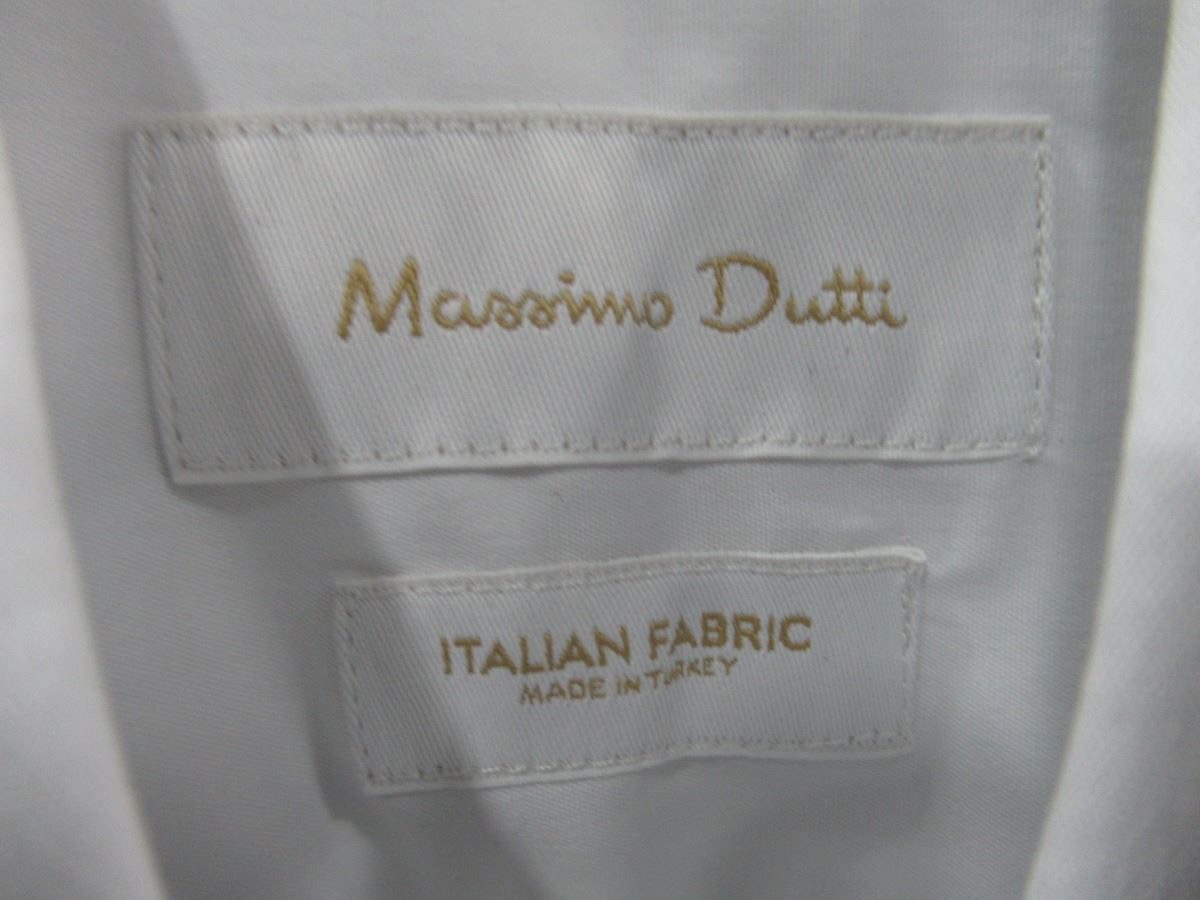 Massimo Dutti
ITALIAN FABRIC
MADE IN TURKEY